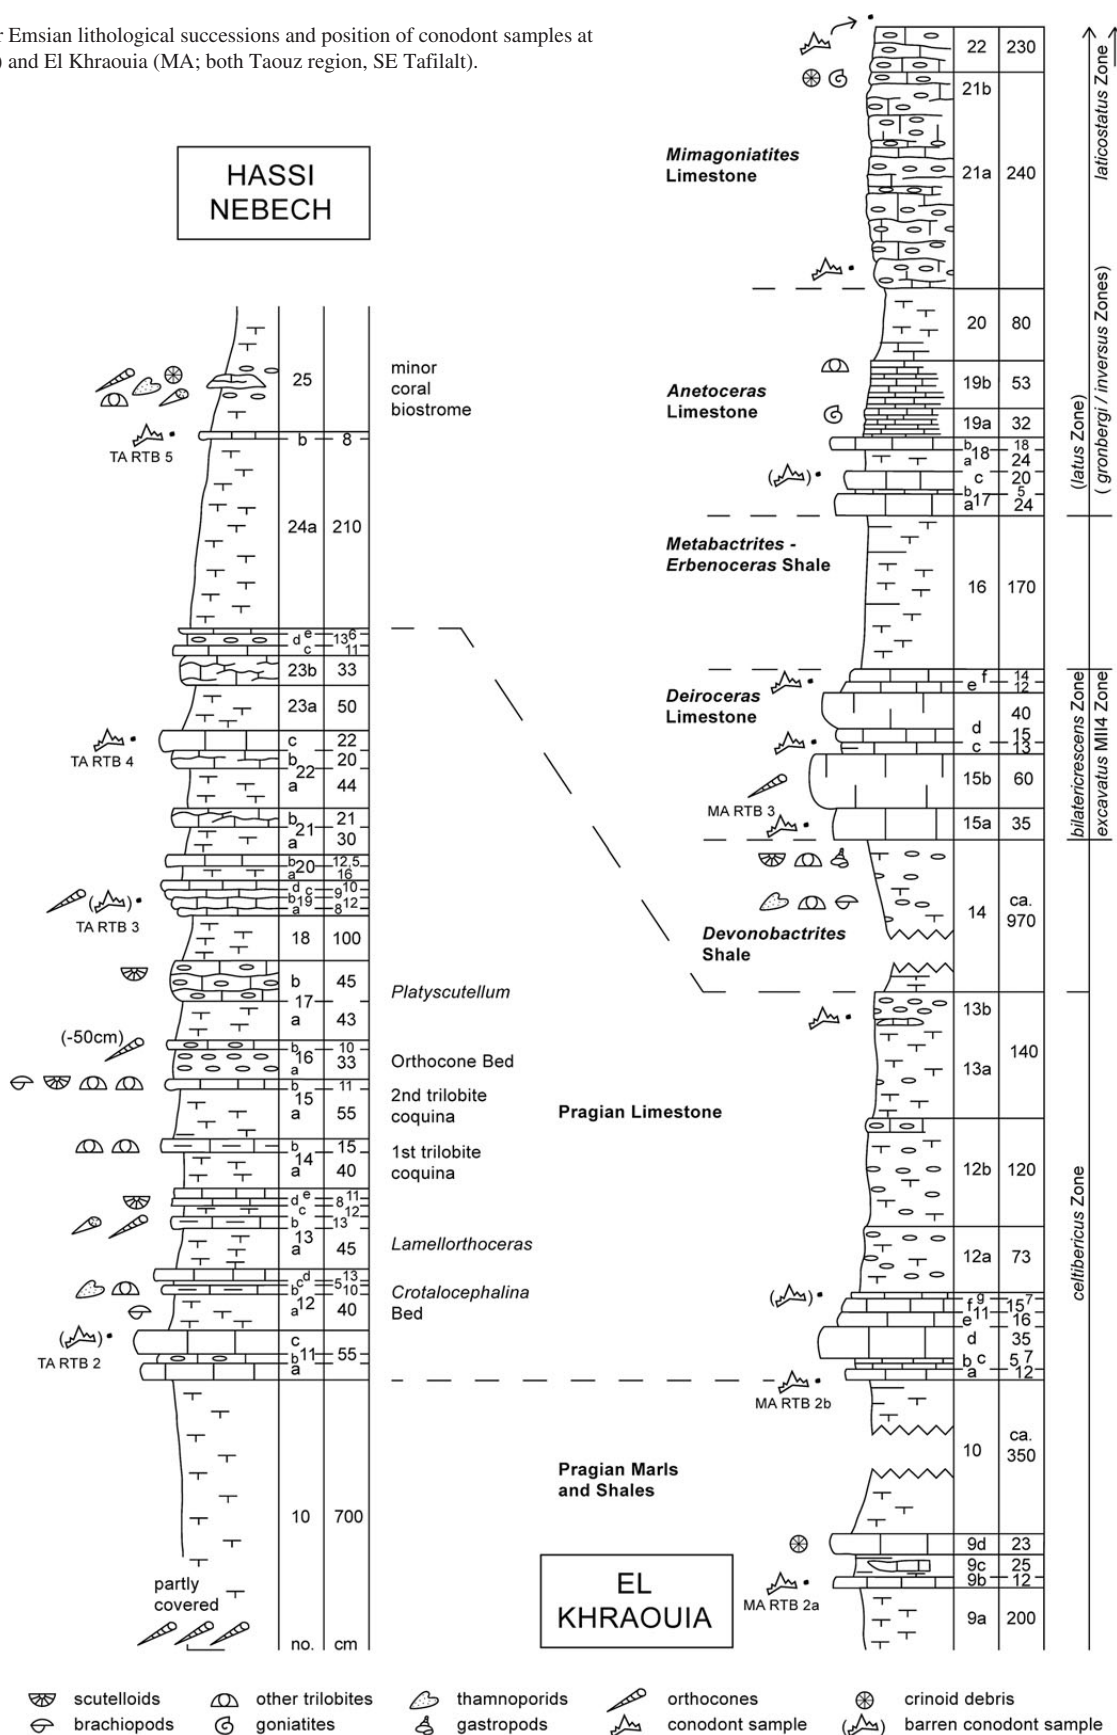 r Emsian lithological successions and position of conodont samples at
) and El Khraouia (MA; both Taouz region, SE Tafilalt).
HASSI
NEBECH
25
minor
coral
biostrome
TA RTB 5
b 8
24a 210
d e 13 6
c 11
23b 33
23a 50
TA RTB 4
c 22
b 20
22
a 44
b 21
21
a 30
b 20 12,5
a 16
d c 9 10
b 19 12
a 8
TA RTB 3
18 100
b 45
Platyscutellum
17
a 43
(-50cm)
b 10
16
a 33
Orthocone Bed
b 11
15
a 55
2nd trilobite
coquina
b 15
14
a 40
1st trilobite
coquina
d e 8 11
c 12
b 13
13
a 45
Lamellorthoceras
c d 5 13
b 10
12
a 40
Crotalocephalina
Bed
TA RTB 2
c
b 11 55
a
10 700
partly
covered
no. cm
22 230
21b
Mimagoniatites
Limestone
21a 240
20 80
19b 53
Anetoceras
Limestone
19a 32
b 18 18
a 24
c 20
b 5
a 17 24
Metabactrites -
Erbenoceras Shale
16 170
f 14
e 12
Deiroceras
Limestone
40
d 15
c 13
15b 60
MA RTB 3
15a 35
14 ca.
970
Devonobactrites
Shale
13b
140
13a
Pragian Limestone
12b 120
12a 73
f g 15 7
11
e 16
d 35
b c 5 7
a 12
MA RTB 2b
10 ca.
350
Pragian Marls
and Shales
9d 23
9c 25
9b 12
MA RTB 2a
9a 200
EL
KHRAOUIA
laticostatus Zone
(latus Zone)
( gronbergi / inversus Zones)
bilatericrescens Zone
excavatus MII4 Zone
celtibericus Zone
scutelloids other trilobites thamnoporids orthocones crinoid debris
brachiopods goniatites gastropods conodont sample barren conodont sample